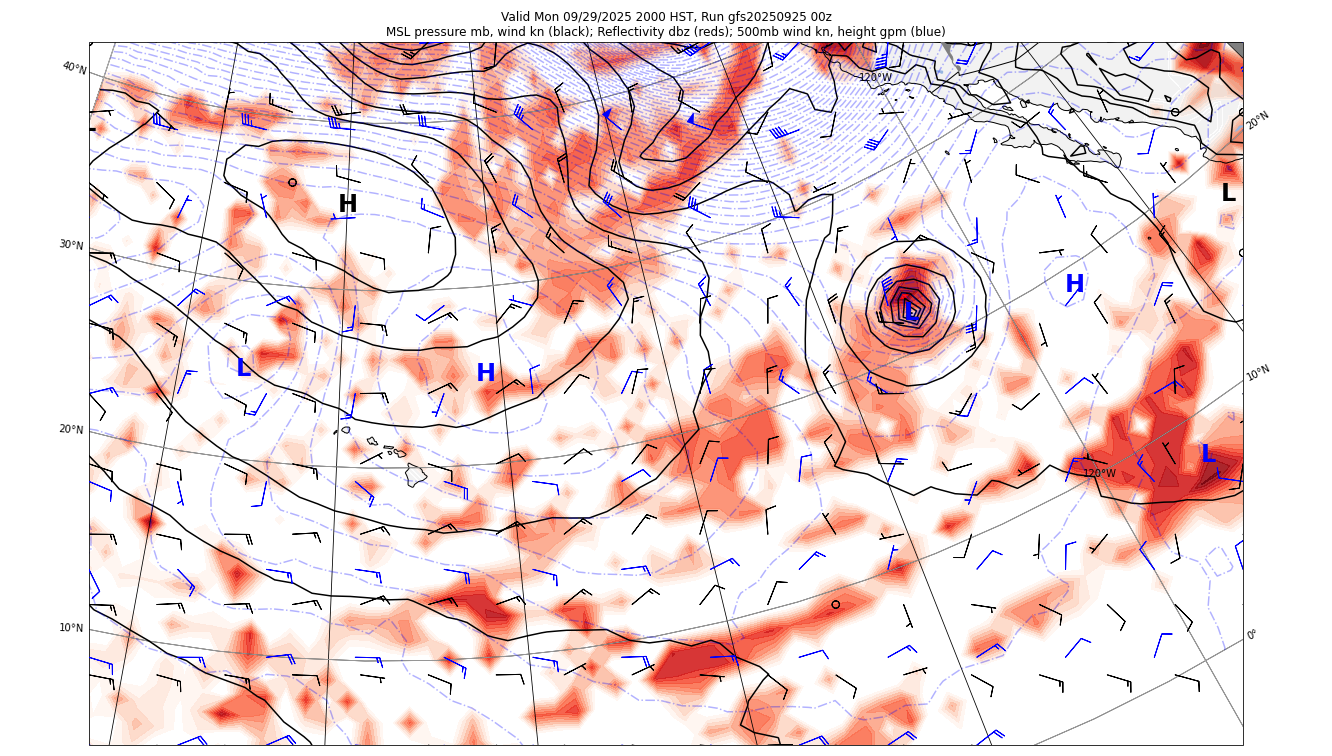 Valid Mon 09/29/2025 2000 HST, Run gfs20250925 00z
MSL pressure mb, wind kn (black); Reflectivity dbz (reds); 500mb wind kn, height gpm (blue)
40°N
120°W
20°N
H
L
30°N
H
L
L
H
10°N
20°N
L
120°W
10°N
0°